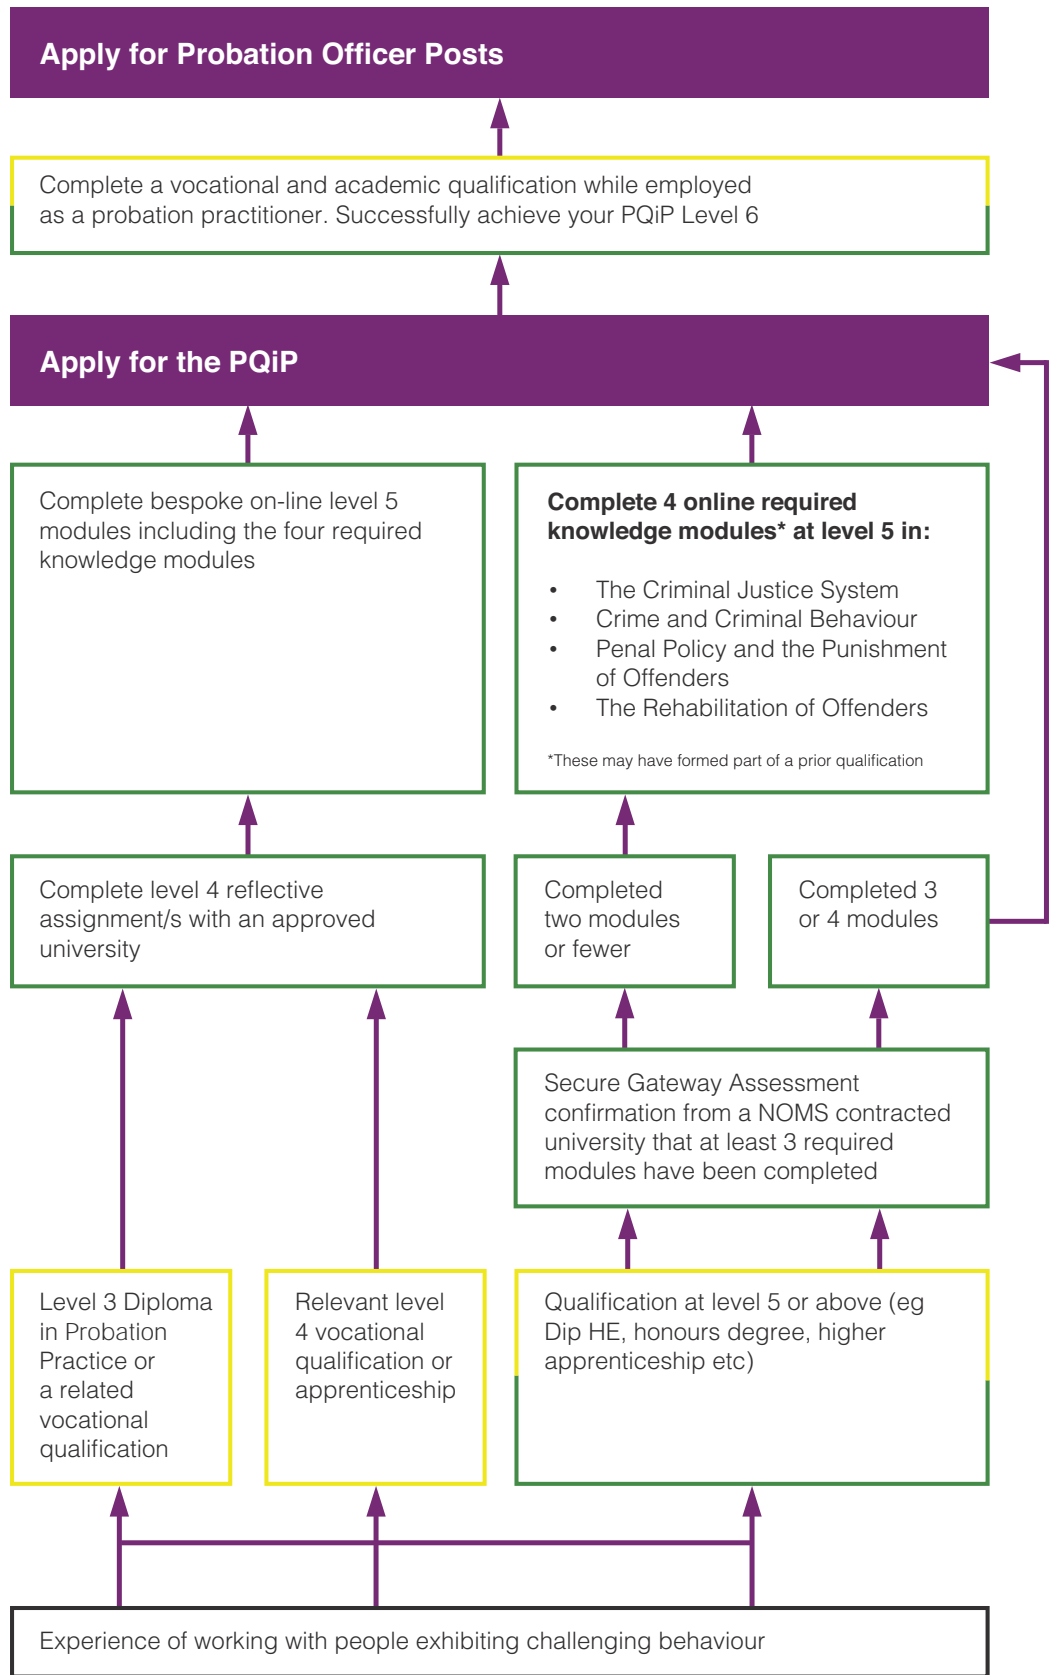 Apply for Probation Officer Posts
Complete a vocational and academic qualification while employed
as a probation practitioner. Successfully achieve your PQiP Level 6
Apply for the PQiP
Complete bespoke on-line level 5
modules including the four required
knowledge modules
Complete 4 online required
knowledge modules* at level 5 in:
• The Criminal Justice System
• Crime and Criminal Behaviour
• Penal Policy and the Punishment
of Offenders
• The Rehabilitation of Offenders
*These may have formed part of a prior qualification
Complete level 4 reflective
assignment/s with an approved
university
Completed
two modules
or fewer
Completed 3
or 4 modules
Secure Gateway Assessment
confirmation from a NOMS contracted
university that at least 3 required
modules have been completed
Level 3 Diploma
in Probation
Practice or
a related
vocational
qualification
Relevant level
4 vocational
qualification or
apprenticeship
Qualification at level 5 or above (eg
Dip HE, honours degree, higher
apprenticeship etc)
Experience of working with people exhibiting challenging behaviour